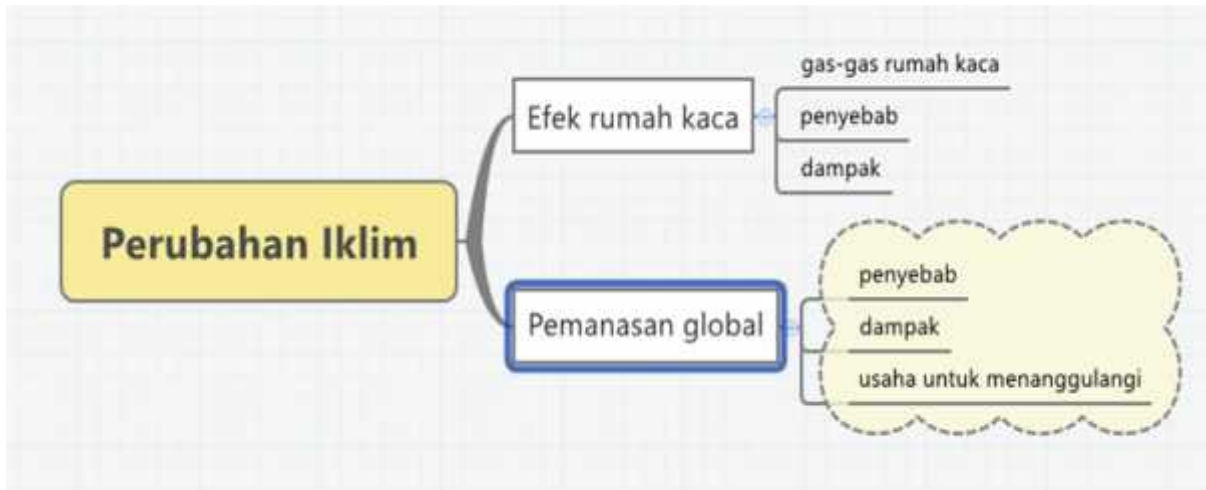 Perubahan Iklim
Efek rumah kaca
gas-gas rumah kaca
penyebab
dampak
Pemanasan global
penyebab
dampak
usaha untuk menanggulangi